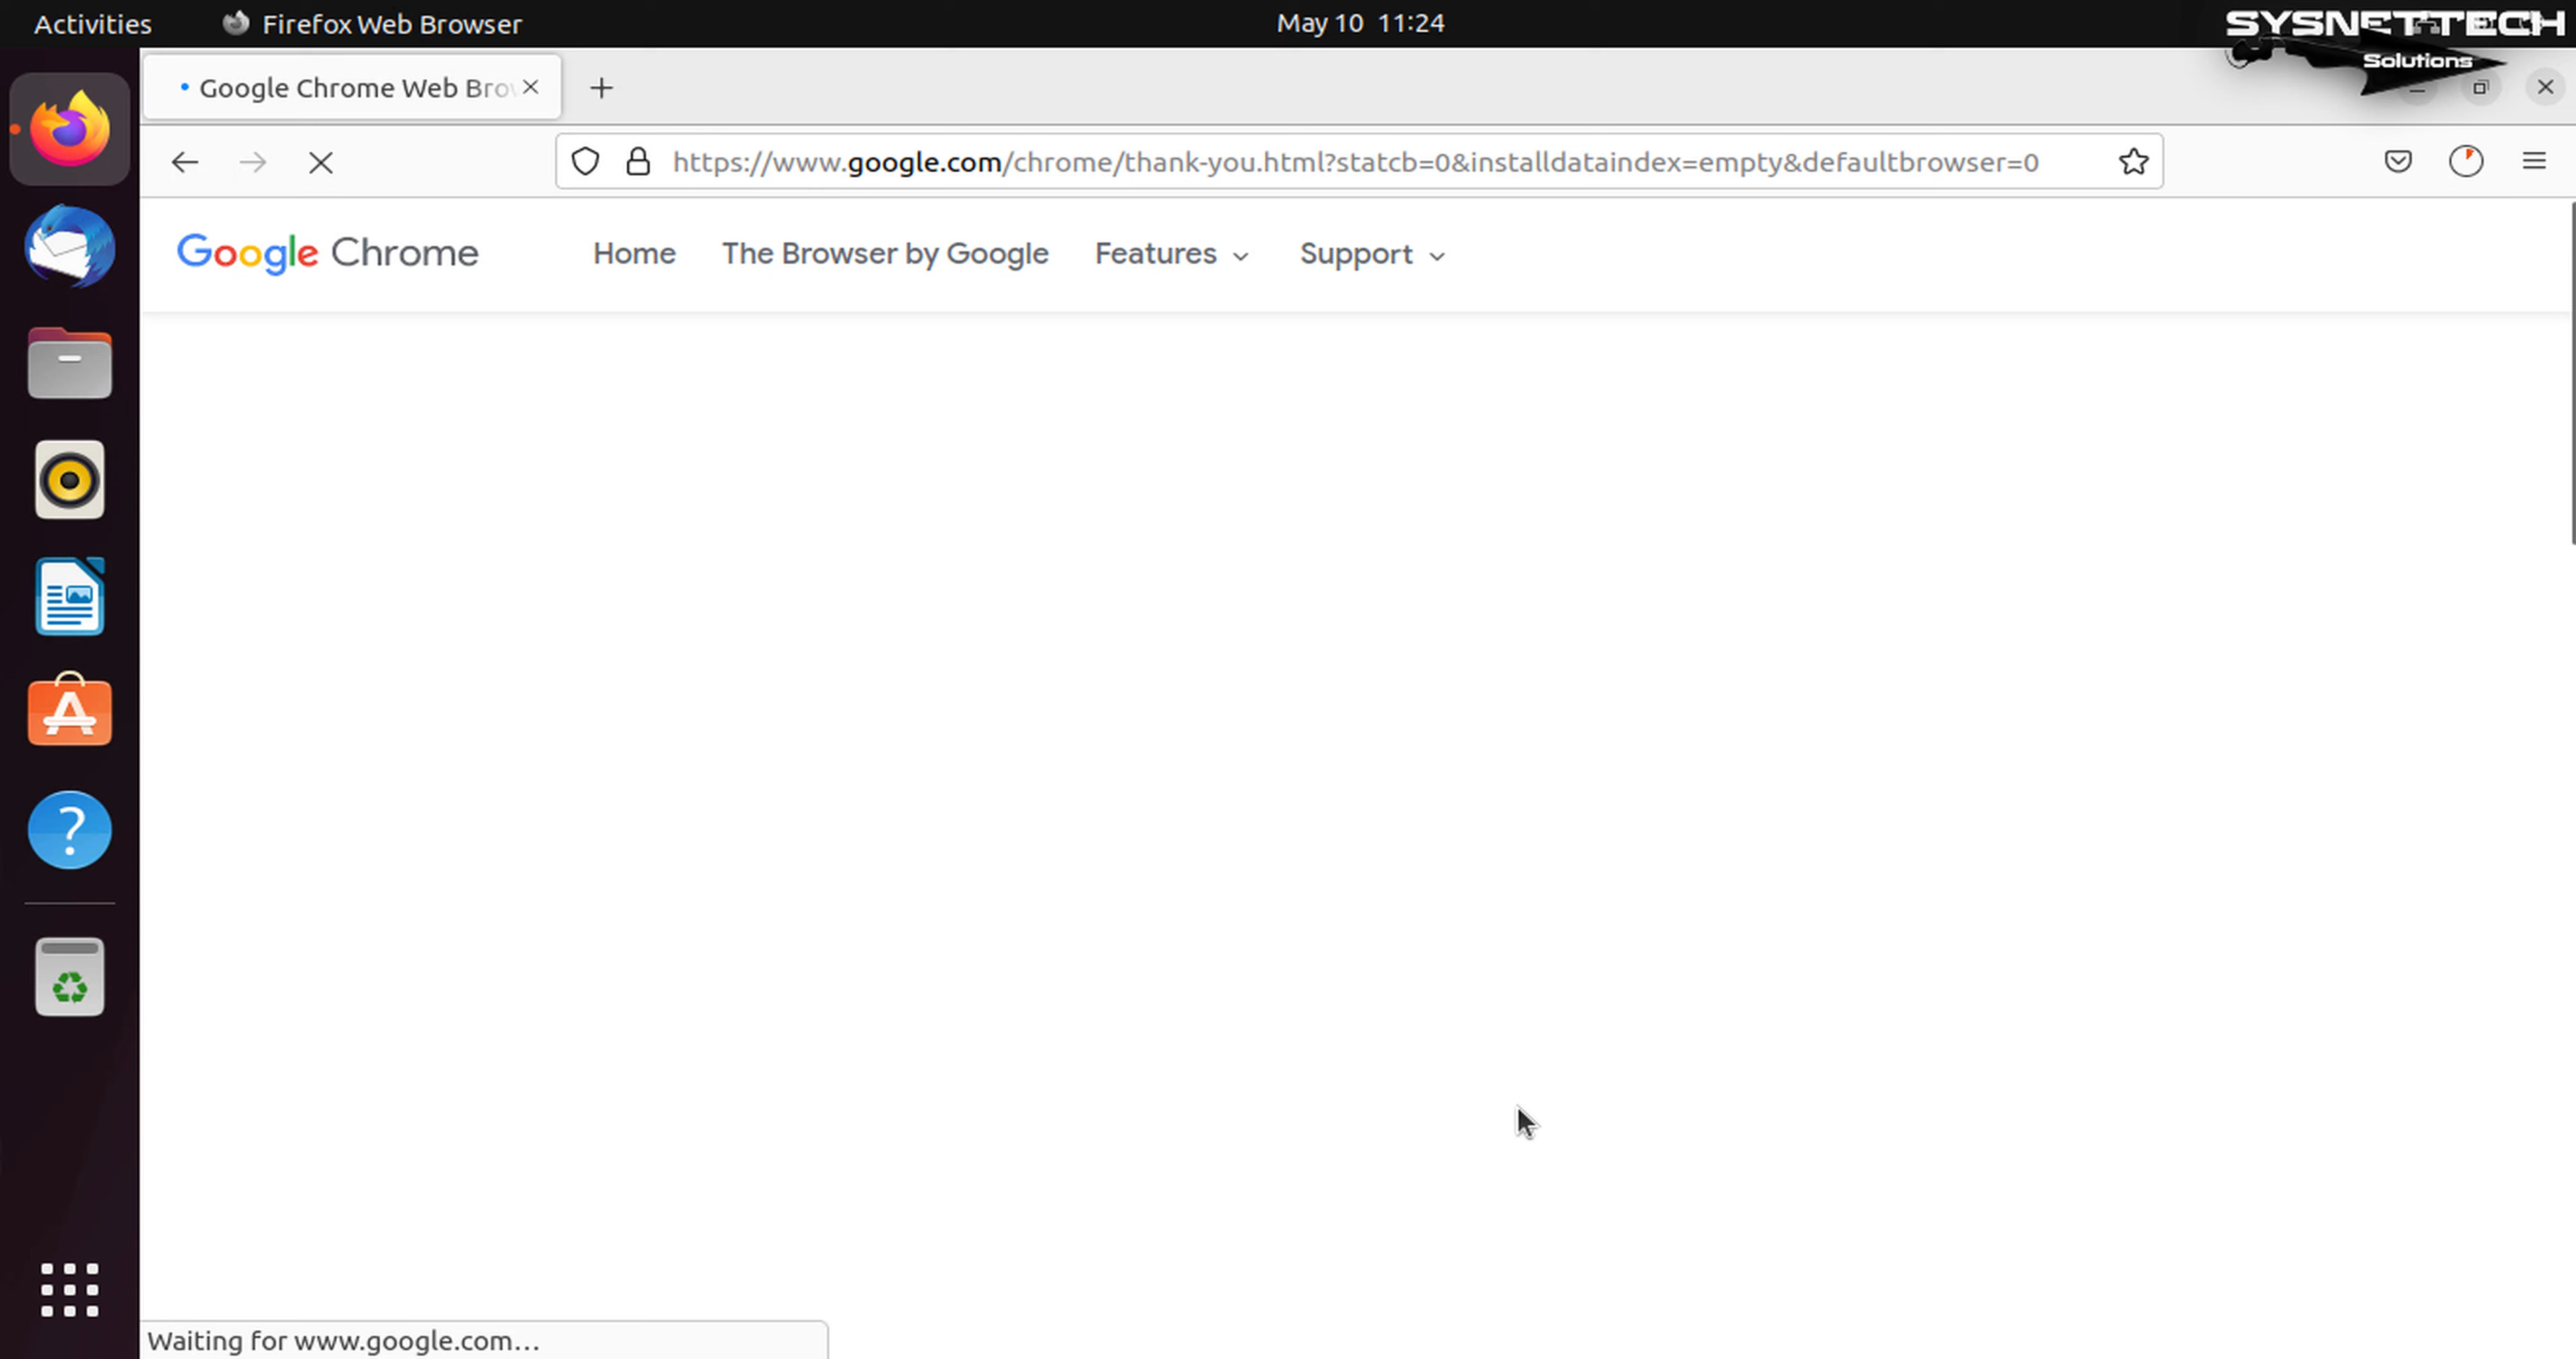 Activities
Firefox Web Browser
May 10 11:24
SYSNETTECH
Solutions
Google Chrome Web Bro
https://www.google.com/chrome/thank-you.html?statcb=0&installdataindex=empty&defaultbrowser=0
Google Chrome
Home
The Browser by Google
Features
Support
Waiting for www.google.com…